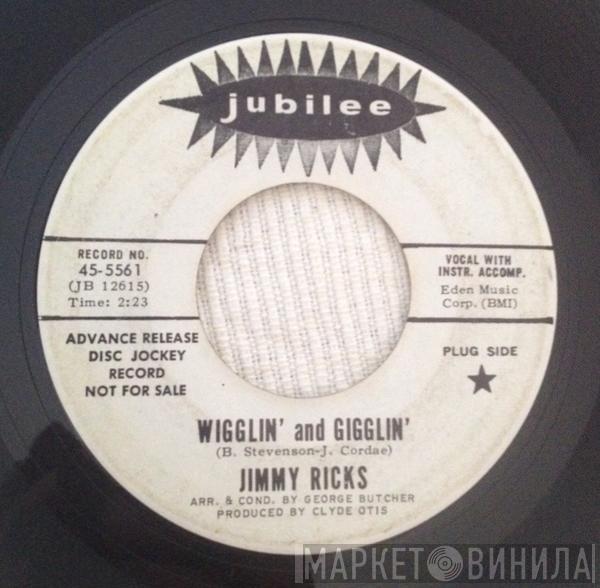 jubilee
RECORD NO.
45-5561
(JB 12615)
Time: 2:23
VOCAL WITH
INSTR. ACCOMP.
Eden Music
Corp. (BMI)
ADVANCE RELEASE
DISC JOCKEY
RECORD
NOT FOR SALE
PLUG SIDE
WIGGLIN' and GIGGLIN'
(B. Stevenson-J. Cordae)
JIMMY RICKS
ARR. & COND. BY GEORGE BUTCHER
PRODUCED BY CLYDE OTIS
МАРКЕТ ВИНИЛА